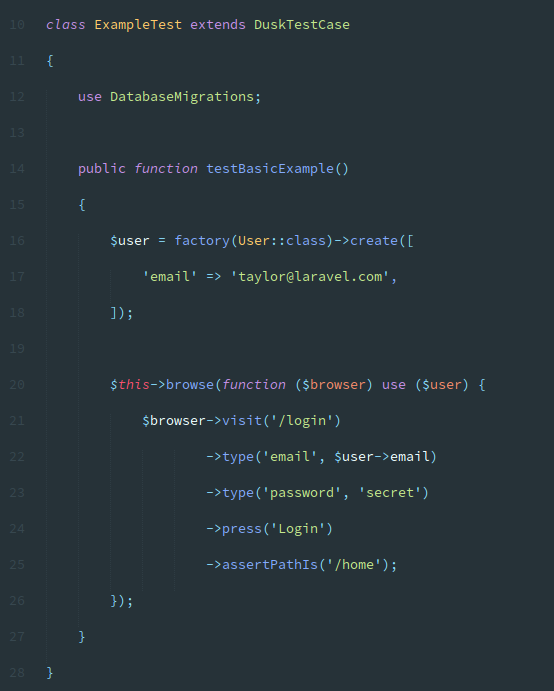 10 class ExampleTest extends DuskTestCase
11 {
12     use DatabaseMigrations;
13
14     public function testBasicExample()
15     {
16         $user = factory(User::class)->create([
17             'email' => 'taylor@laravel.com',
18         ]);
19
20         $this->browse(function ($browser) use ($user) {
21             $browser->visit('/login')
22                     ->type('email', $user->email)
23                     ->type('password', 'secret')
24                     ->press('Login')
25                     ->assertPathIs('/home');
26         });
27     }
28 }